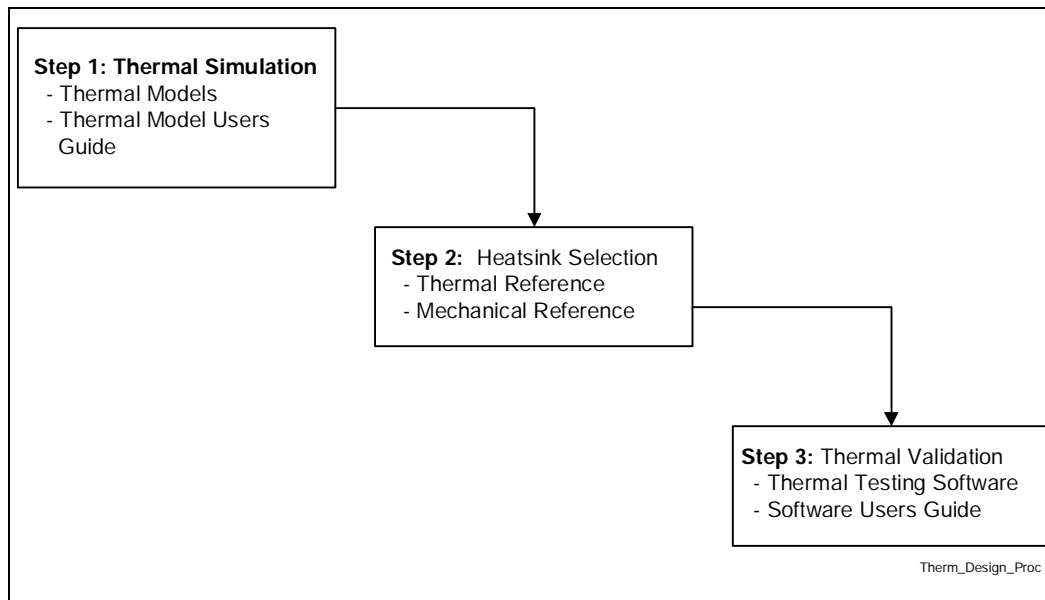 Step 1: Thermal Simulation
- Thermal Models
- Thermal Model Users
Guide
Step 2: Heatsink Selection
- Thermal Reference
- Mechanical Reference
Step 3: Thermal Validation
- Thermal Testing Software
- Software Users Guide
Therm_Design_Proc